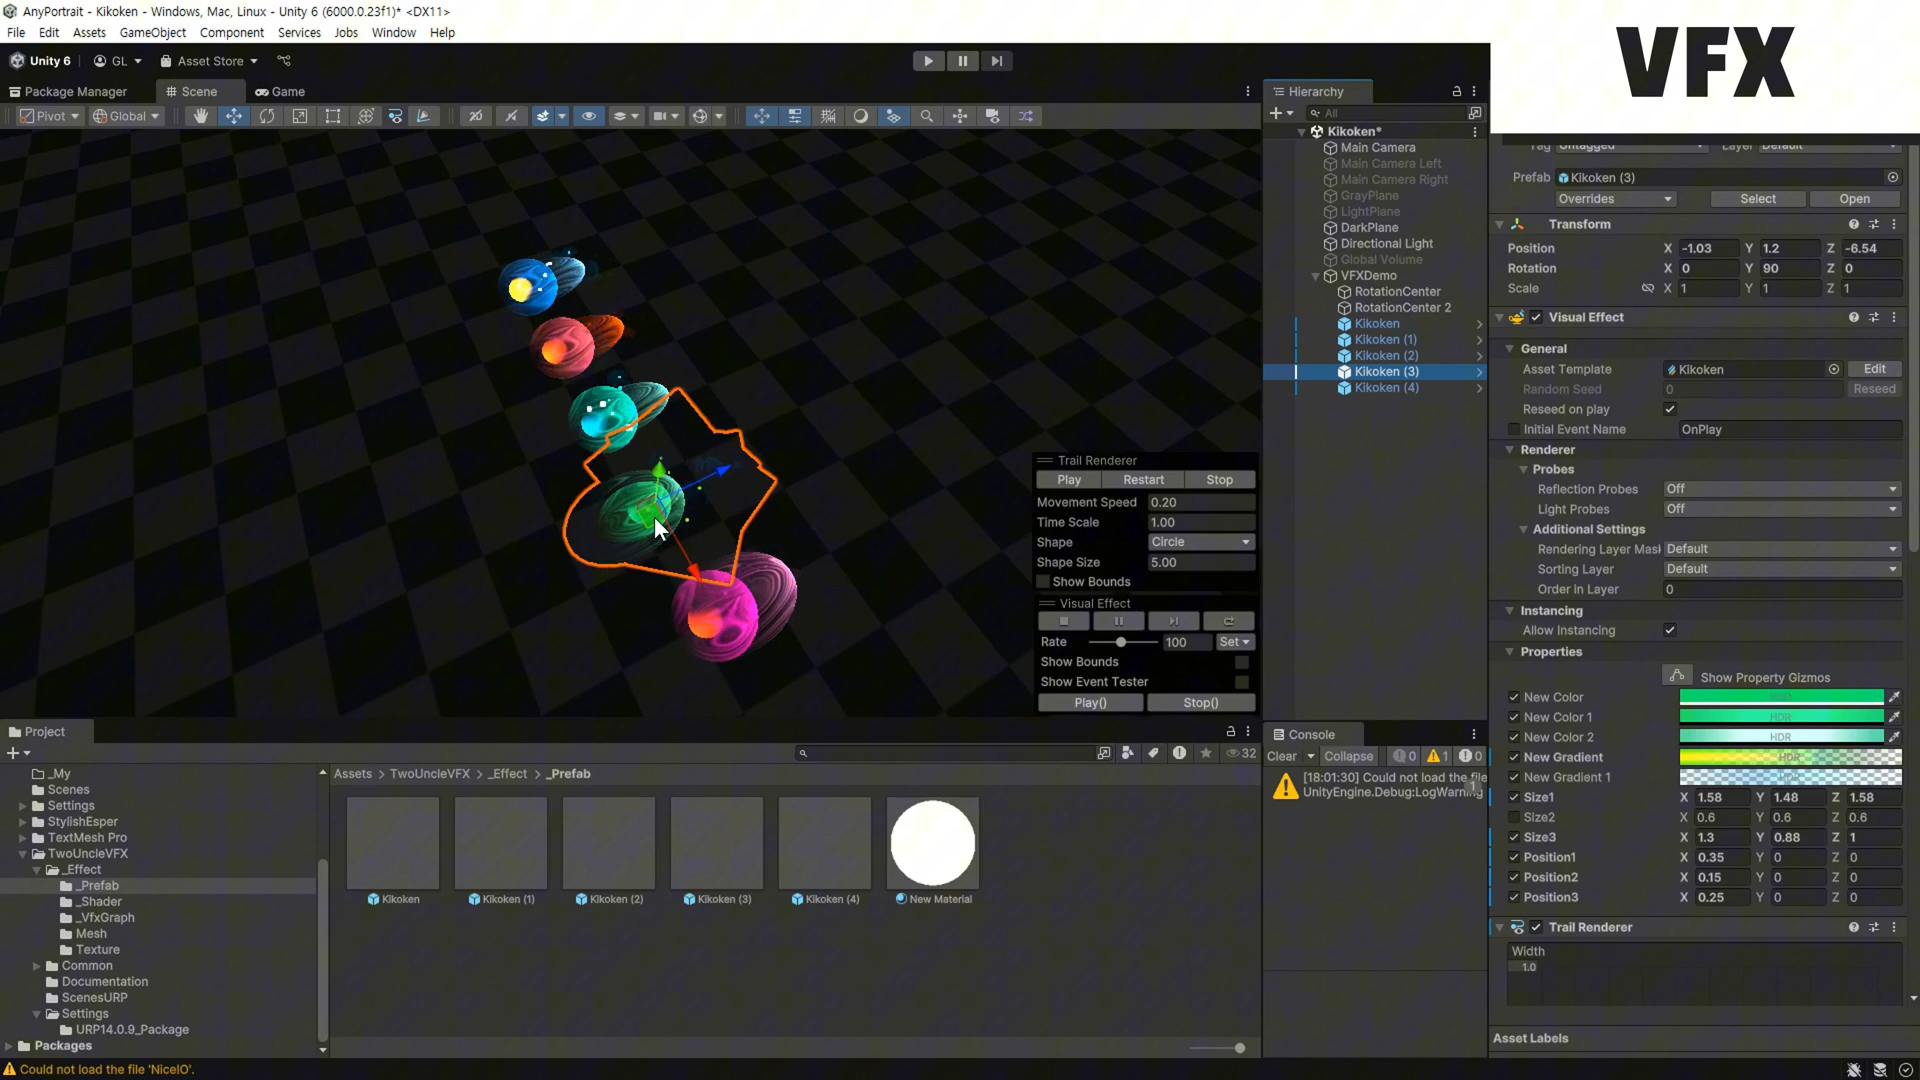 AnyPortrait - Kikoken - Windows, Mac, Linux - Unity 6 (6000.0.23f1)* <DX11>
File Edit Assets GameObject Component Services Jobs Window Help
VFX
Unity 6 GL Asset Store
Package Manager Scene Game
Pivot Global
Hierarchy
All
Kikoken*
Main Camera
Main Camera Left
Main Camera Right
GrayPlane
LightPlane
DarkPlane
Directional Light
Global Volume
VFXDemo
RotationCenter
RotationCenter 2
Kikoken
Kikoken (1)
Kikoken (2)
Kikoken (3)
Kikoken (4)
Trail Renderer
Play Restart Stop
Movement Speed 0.20
Time Scale 1.00
Shape Circle
Shape Size 5.00
Show Bounds
Visual Effect
Rate 100 Set
Show Bounds
Show Event Tester
Play() Stop()
Tag Untagged Layer Default
Prefab Kikoken (3)
Overrides Select Open
Transform
Position X -1.03 Y 1.2 Z -6.54
Rotation X 0 Y 90 Z 0
Scale X 1 Y 1 Z 1
Visual Effect
General
Asset Template Kikoken Edit
Random Seed 0 Reseed
Reseed on play
Initial Event Name OnPlay
Renderer
Probes
Reflection Probes Off
Light Probes Off
Additional Settings
Rendering Layer Mask Default
Sorting Layer Default
Order in Layer 0
Instancing
Allow Instancing
Properties
Show Property Gizmos
New Color HDR
New Color 1 HDR
New Color 2 HDR
New Gradient HDR
New Gradient 1 HDR
Size1 X 1.58 Y 1.48 Z 1.58
Size2 X 0.6 Y 0.6 Z 0.6
Size3 X 1.3 Y 0.88 Z 1
Position1 X 0.35 Y 0 Z 0
Position2 X 0.15 Y 0 Z 0
Position3 X 0.25 Y 0 Z 0
Trail Renderer
Width
1.0
Asset Labels
Project
32
_My
Scenes
Settings
StylishEsper
TextMesh Pro
TwoUncleVFX
_Effect
_Prefab
_Shader
_VfxGraph
Mesh
Texture
Common
Documentation
ScenesURP
Settings
URP14.0.9_Package
Packages
Assets > TwoUncleVFX > _Effect > _Prefab
Kikoken Kikoken (1) Kikoken (2) Kikoken (3) Kikoken (4) New Material
Console
Clear Collapse 0 1 0
[18:01:30] Could not load the file
UnityEngine.Debug:LogWarning
1
Could not load the file 'NiceIO'.